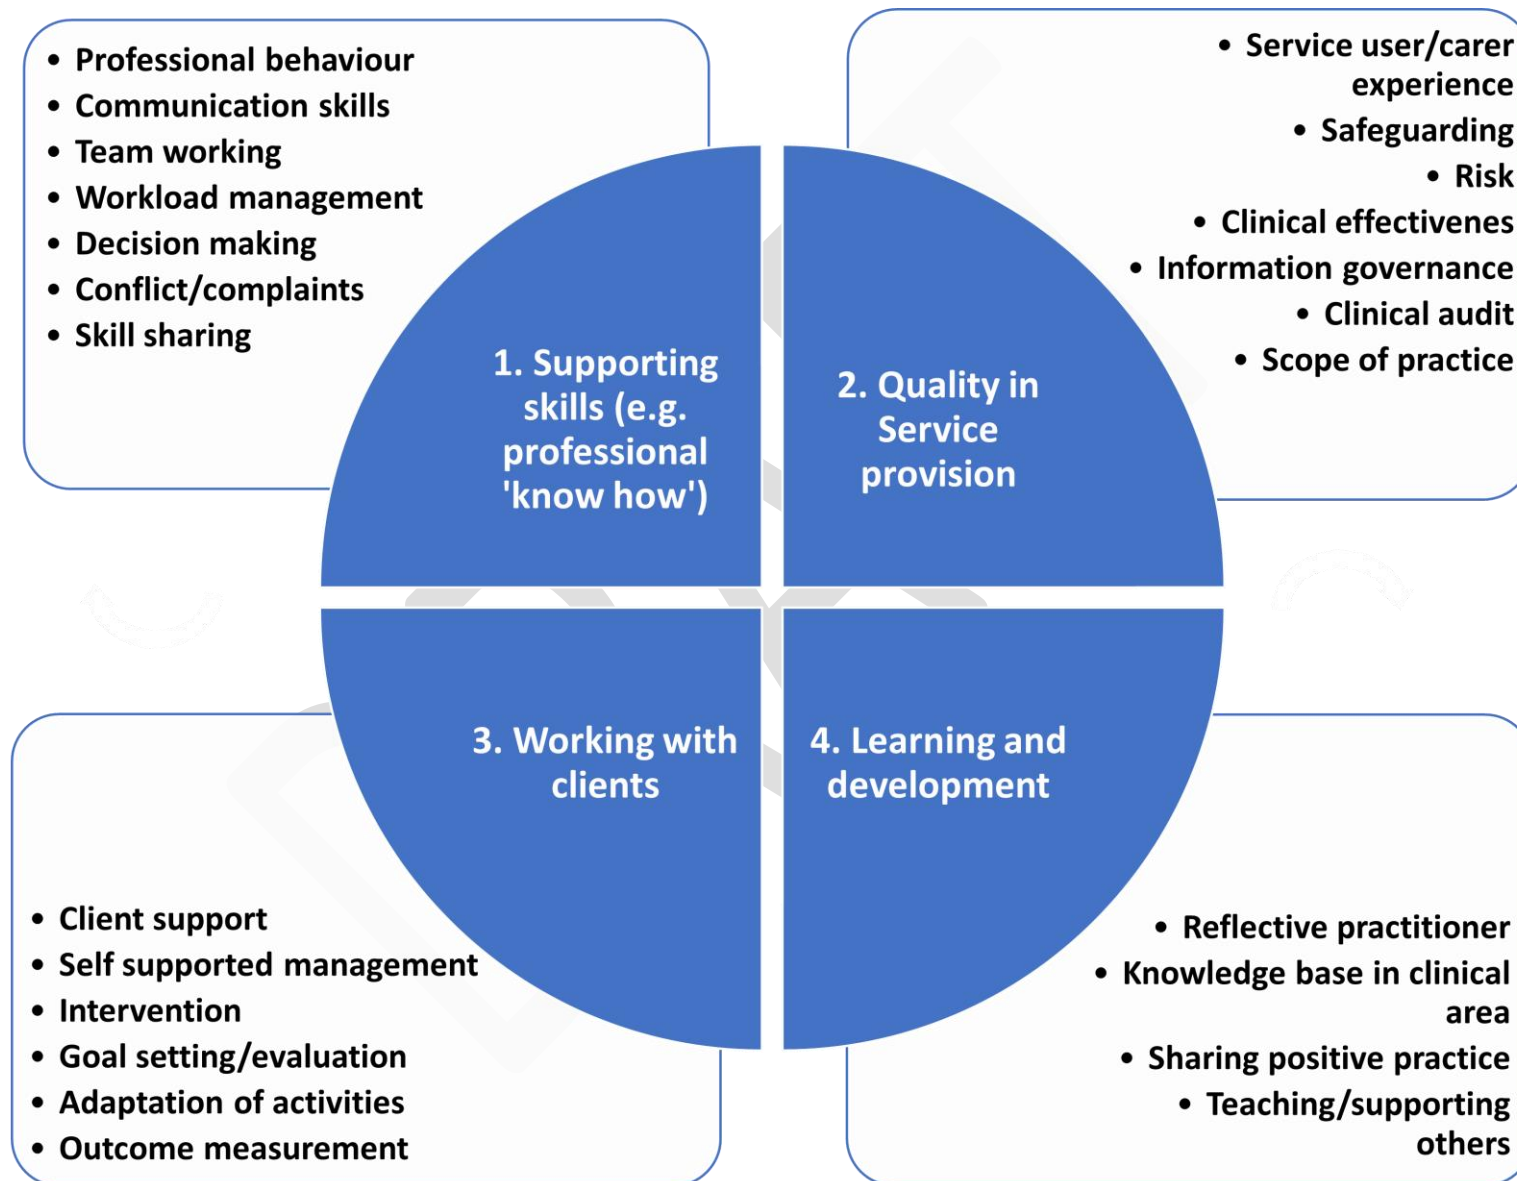 • Professional behaviour
• Communication skills
• Team working
• Workload management
• Decision making
• Conflict/complaints
• Skill sharing
• Service user/carer
experience
• Safeguarding
• Risk
• Clinical effectivenes
• Information governance
• Clinical audit
• Scope of practice
1. Supporting
skills (e.g.
professional
'know how')
2. Quality in
Service
provision
3. Working with
clients
4. Learning and
development
• Client support
• Self supported management
• Intervention
• Goal setting/evaluation
• Adaptation of activities
• Outcome measurement
• Reflective practitioner
• Knowledge base in clinical
area
• Sharing positive practice
• Teaching/supporting
others